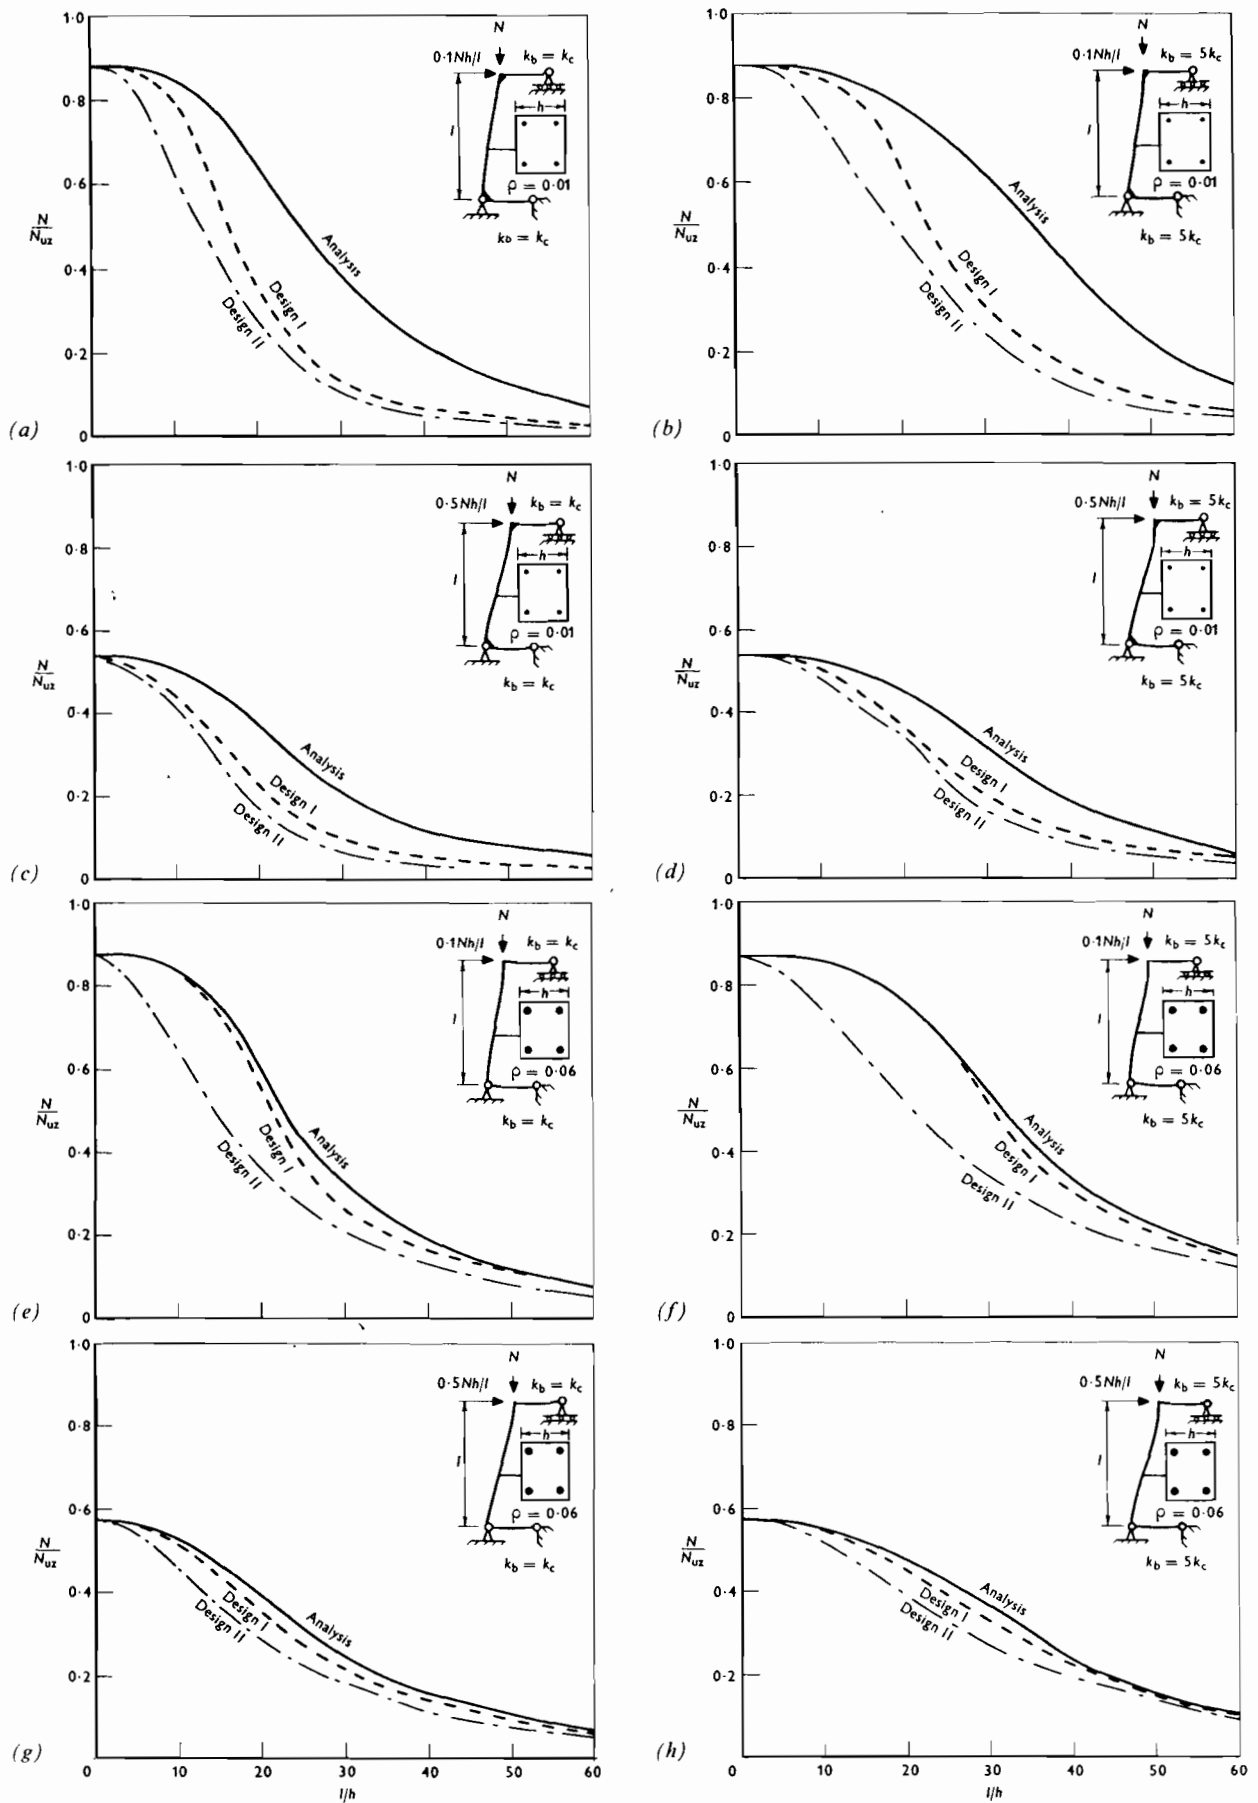 (a)
N
N_uz
1·0
0·8
0·6
0·4
0·2
0
N
0·1Nh/l
k_b = k_c
l
h
ρ = 0·01
k_b = k_c
Analysis
Design I
Design II
(b)
N
N_uz
1·0
0·8
0·6
0·4
0·2
0
N
0·1Nh/l
k_b = 5k_c
l
h
ρ = 0·01
k_b = 5k_c
Analysis
Design I
Design II
(c)
N
N_uz
1·0
0·8
0·6
0·4
0·2
0
N
0·5Nh/l
k_b = k_c
l
h
ρ = 0·01
k_b = k_c
Analysis
Design I
Design II
(d)
N
N_uz
1·0
0·8
0·6
0·4
0·2
0
N
0·5Nh/l
k_b = 5k_c
l
h
ρ = 0·01
k_b = 5k_c
Analysis
Design I
Design II
(e)
N
N_uz
1·0
0·8
0·6
0·4
0·2
0
N
0·1Nh/l
k_b = k_c
l
h
ρ = 0·06
k_b = k_c
Analysis
Design I
Design II
(f)
N
N_uz
1·0
0·8
0·6
0·4
0·2
0
N
0·1Nh/l
k_b = 5k_c
l
h
ρ = 0·06
k_b = 5k_c
Analysis
Design I
Design II
(g)
N
N_uz
1·0
0·8
0·6
0·4
0·2
N
0·5Nh/l
k_b = k_c
l
h
ρ = 0·06
k_b = k_c
Analysis
Design I
Design II
0 10 20 30 40 50 60
l/h
(h)
N
N_uz
1·0
0·8
0·6
0·4
0·2
N
0·5Nh/l
k_b = 5k_c
l
h
ρ = 0·06
k_b = 5k_c
Analysis
Design I
Design II
0 10 20 30 40 50 60
l/h